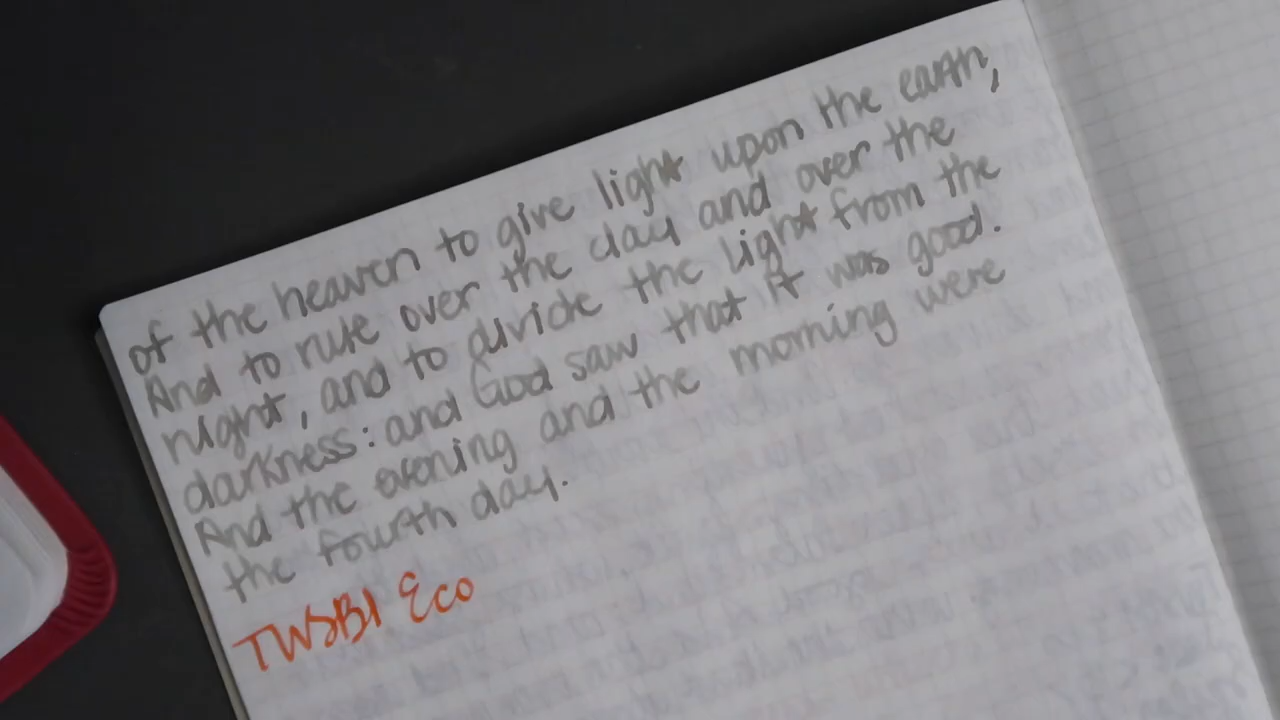 of the heaven to give light upon the earth,
And to rule over the day and over the
night, and to divide the light from the
darkness: and God saw that it was good.
And the evening and the morning were
the fourth day.
TWSBI Eco